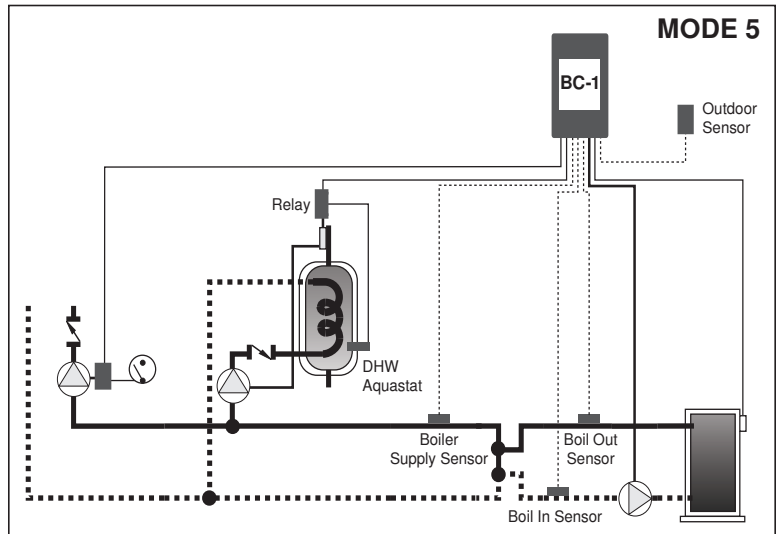 MODE 5
BC-1
Outdoor
Sensor
Relay
DHW
Aquastat
Boiler
Supply Sensor
Boil Out
Sensor
Boil In Sensor